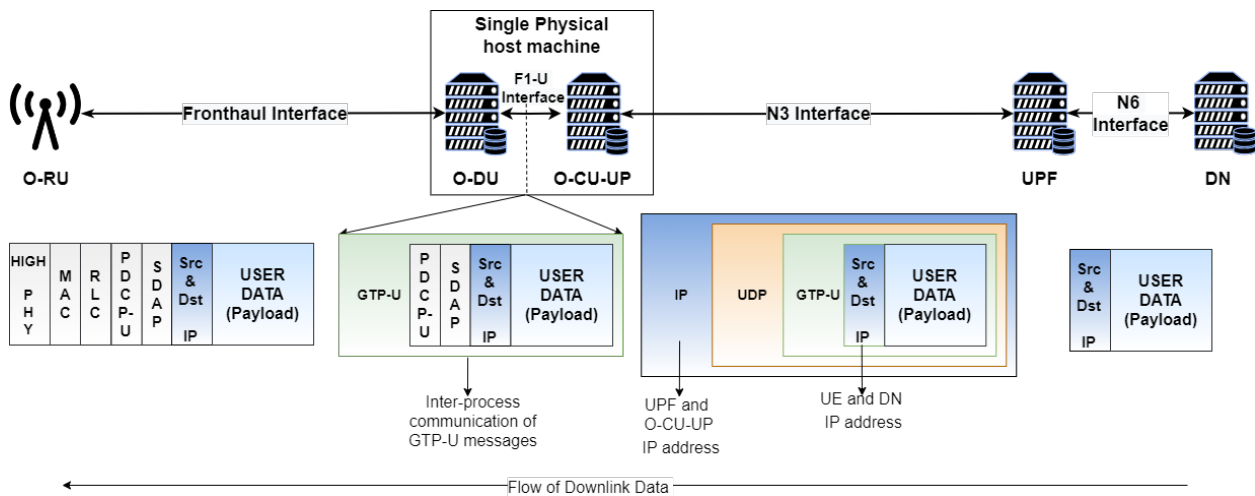 Single Physical
host machine
F1-U
Interface
Fronthaul Interface
N3 Interface
N6
Interface
O-RU
O-DU
O-CU-UP
UPF
DN
HIGH
PHY
MAC
RLC
PDCP-U
SDAP
Src
&
Dst
IP
USER
DATA
(Payload)
GTP-U
PDCP-U
SDAP
Src
&
Dst
IP
USER
DATA
(Payload)
IP
UDP
GTP-U
Src
&
Dst
IP
USER
DATA
(Payload)
Src
&
Dst
IP
USER
DATA
(Payload)
Inter-process
communication of
GTP-U messages
UPF and
O-CU-UP
IP address
UE and DN
IP address
Flow of Downlink Data